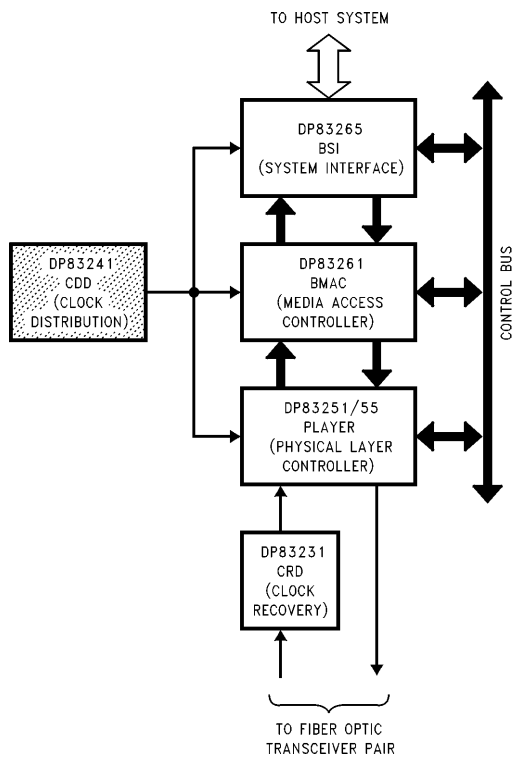 TO HOST SYSTEM
DP83265
BSI
(SYSTEM INTERFACE)
DP83241
CDD
(CLOCK
DISTRIBUTION)
DP83261
BMAC
(MEDIA ACCESS
CONTROLLER)
CONTROL BUS
DP83251/55
PLAYER
(PHYSICAL LAYER
CONTROLLER)
DP83231
CRD
(CLOCK
RECOVERY)
TO FIBER OPTIC
TRANSCEIVER PAIR